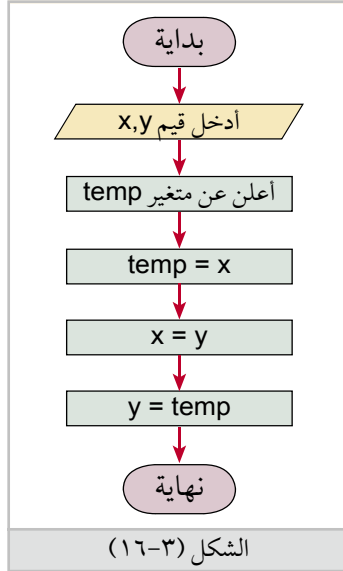 بداية
أدخل قيم x,y
أعلن عن متغير temp
temp = x
x = y
y = temp
نهاية
الشكل (٣-١٦)